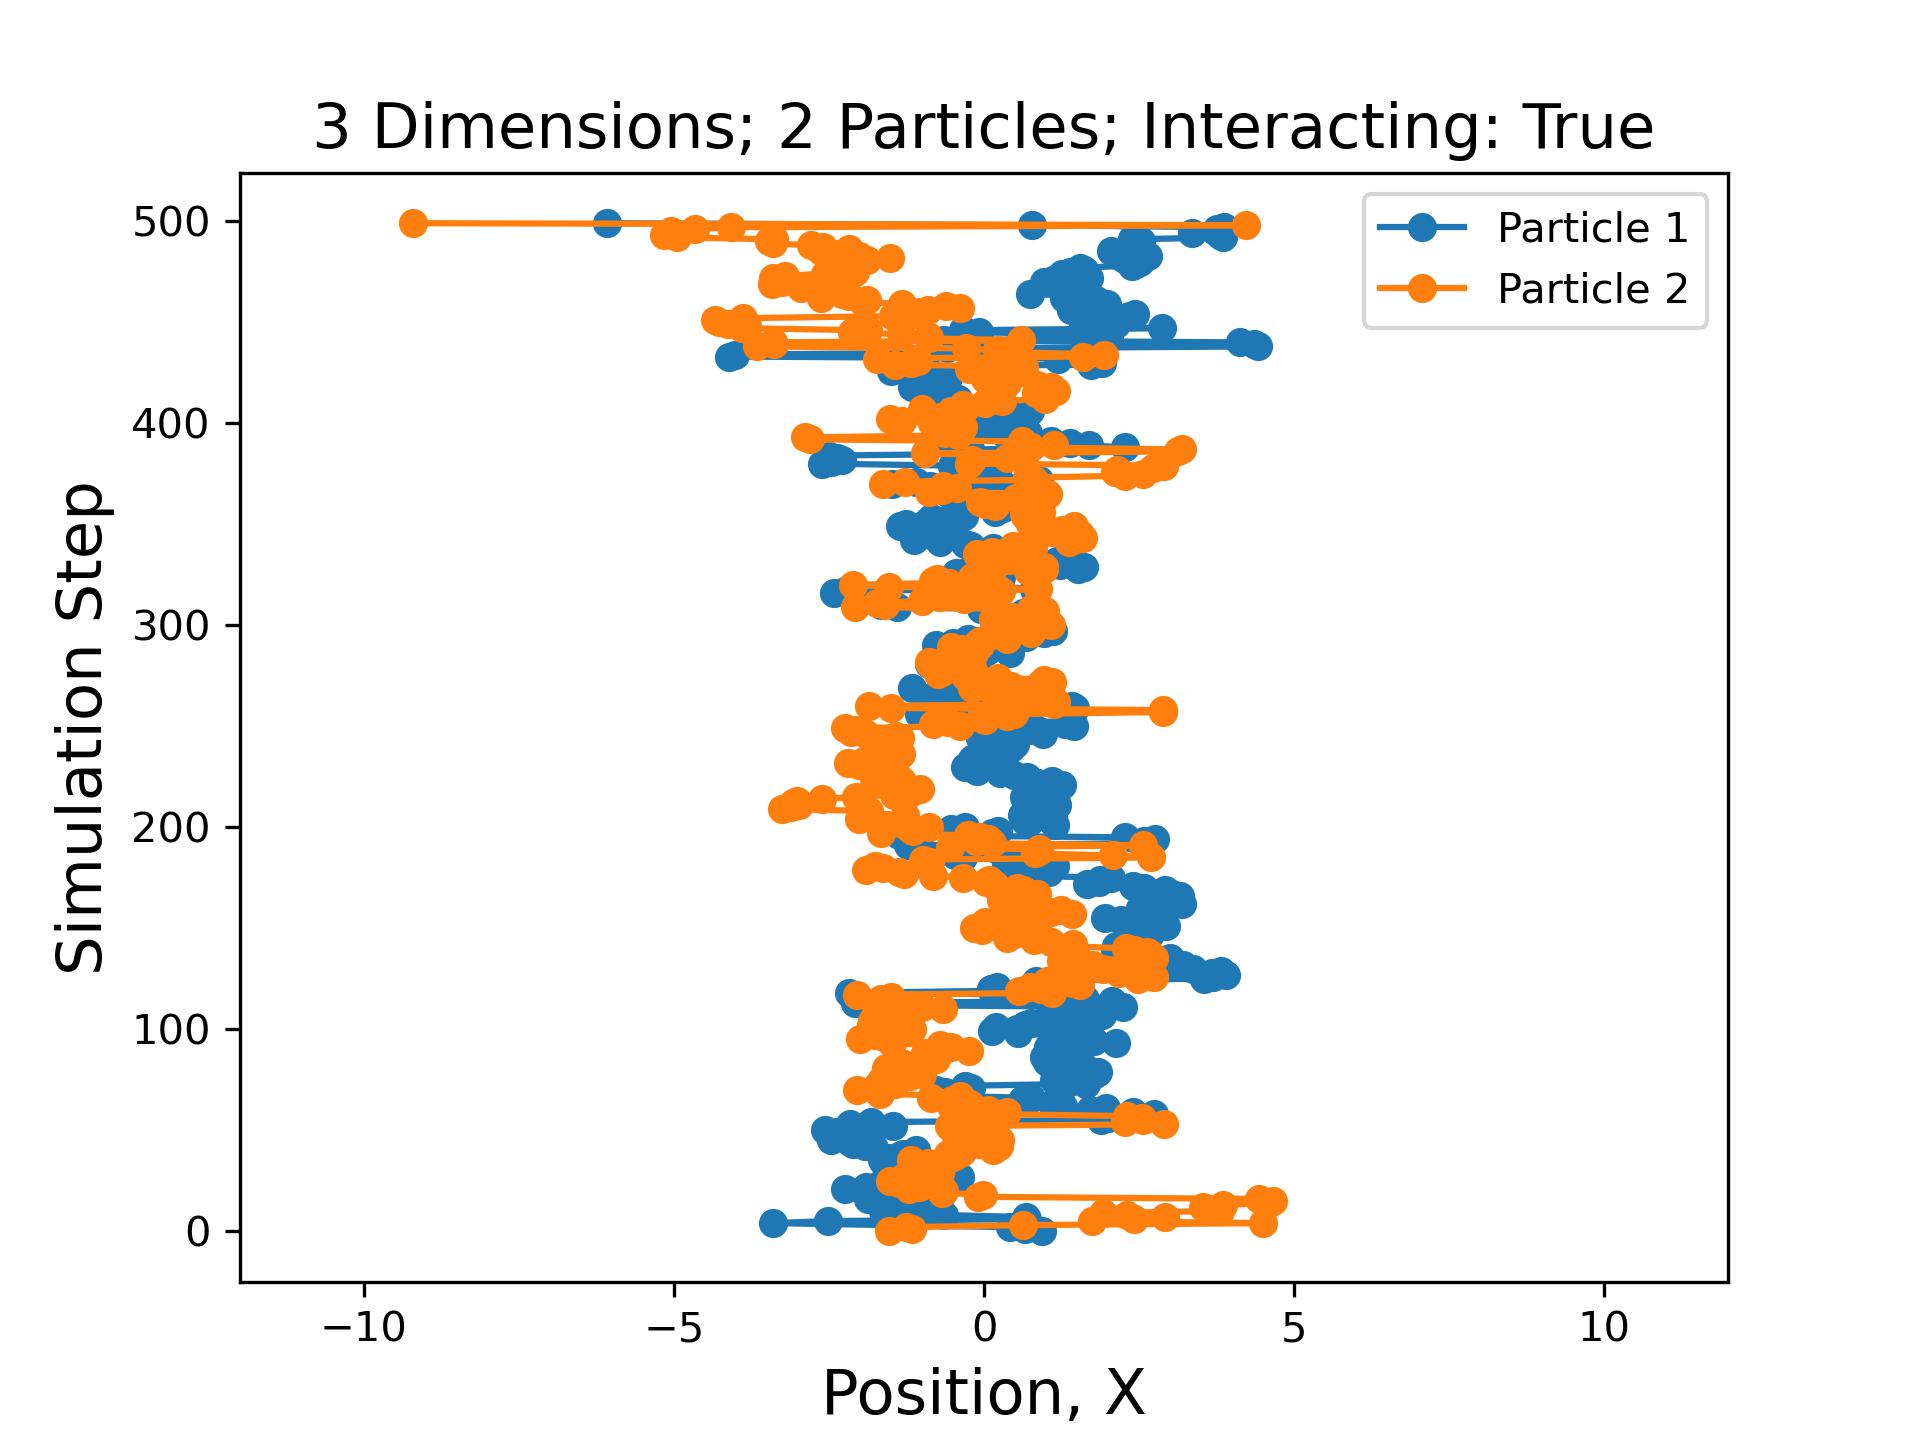 3 Dimensions; 2 Particles; Interacting: True
Particle 1
Particle 2
Simulation Step
500
400
300
200
100
0
−10
−5
0
5
10
Position, X